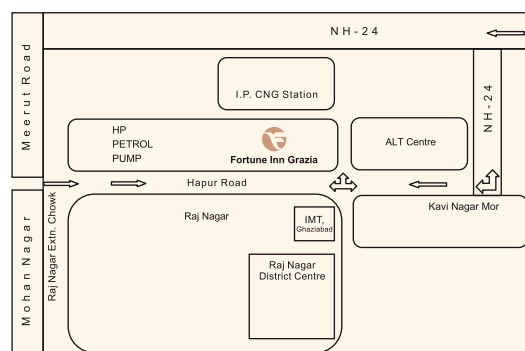 NH-24
Meerut Road
I.P. CNG Station
NH-24
HP
PETROL
PUMP
Fortune Inn Grazia
ALT Centre
Hapur Road
Mohan Nagar
Raj Nagar Extn. Chowk
Raj Nagar
IMT,
Ghaziabad
Kavi Nagar Mor
Raj Nagar
District Centre